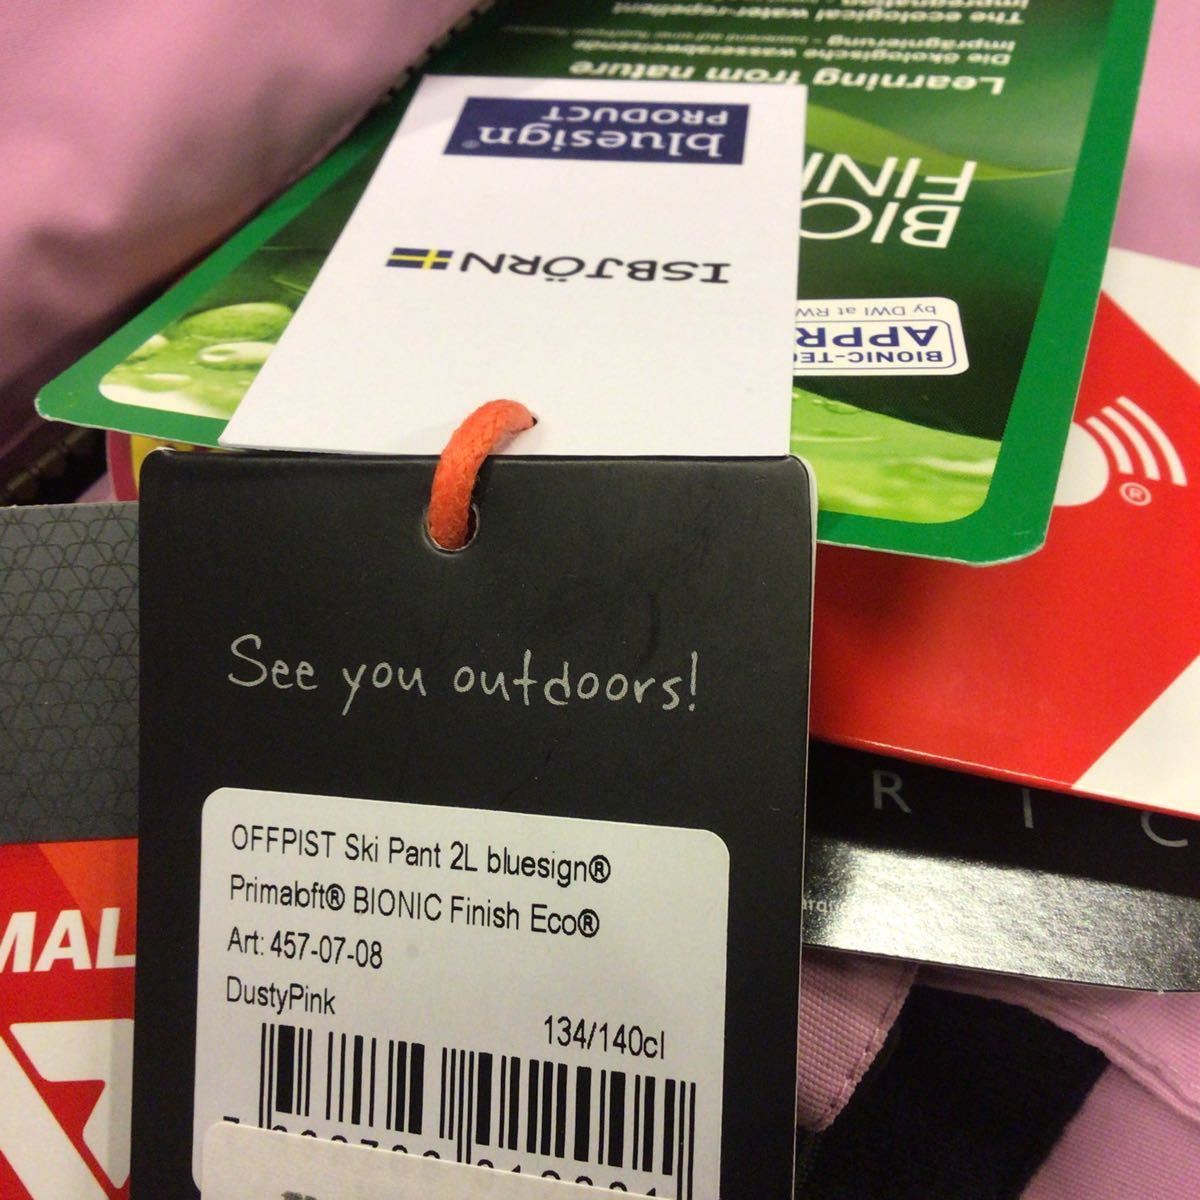 Learning from nature
Die ökologische wasserabweisende
Imprägnierung
The ecological water-repellent
impregnation
bluesign®
PRODUCT
ISBJÖRN
BIO
FINI
BIONIC-TEC
APPR
by DWI at RW
®
See you outdoors!
OFFPIST Ski Pant 2L bluesign®
Primaloft® BIONIC Finish Eco®
Art: 457-07-08
DustyPink
134/140cl
R I C
MAL